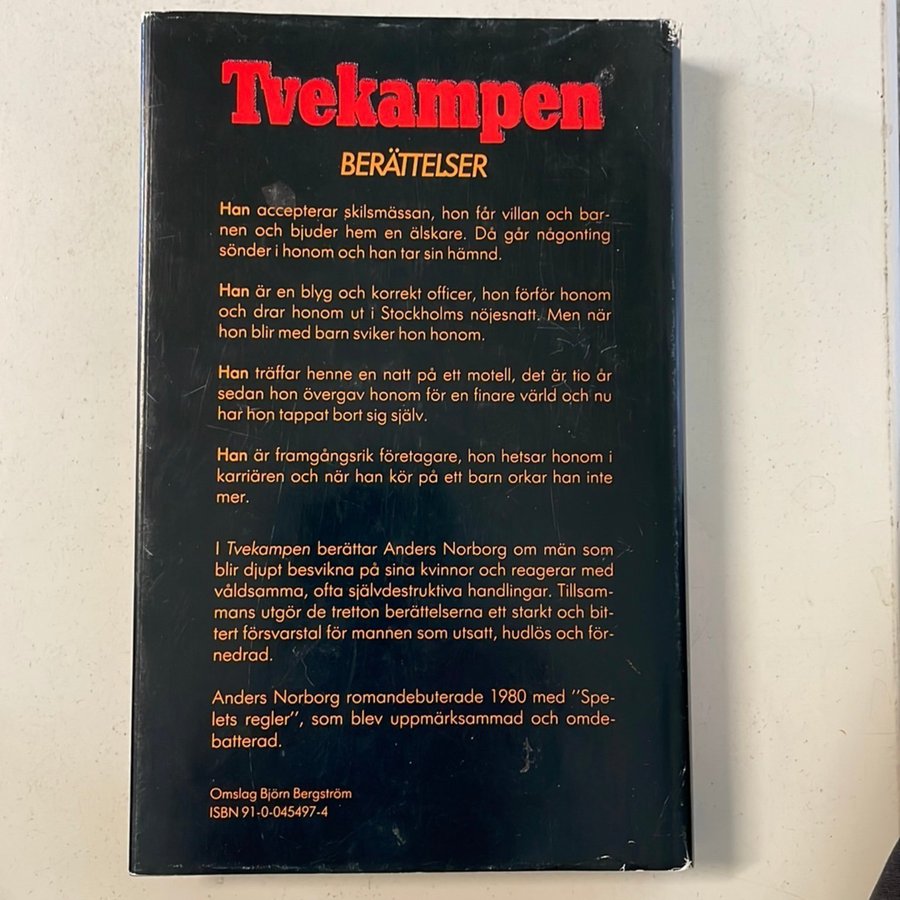 Tvekampen
BERÄTTELSER
Han accepterar skilsmässan, hon får villan och bar-
nen och bjuder hem en älskare. Då går någonting
sönder i honom och han tar sin hämnd.
Han är en blyg och korrekt officer, hon förför honom
och drar honom ut i Stockholms nöjesnatt. Men när
hon blir med barn sviker hon honom.
Han träffar henne en natt på ett motell, det är tio år
sedan hon övergav honom för en finare värld och nu
har hon tappat bort sig själv.
Han är framgångsrik företagare, hon hetsar honom i
karriären och när han kör på ett barn orkar han inte
mer.
I Tvekampen berättar Anders Norborg om män som
blir djupt besvikna på sina kvinnor och reagerar med
våldsamma, ofta självdestruktiva handlingar. Tillsam-
mans utgör de tretton berättelserna ett starkt och bit-
tert försvarstal för mannen som utsatt, hudlös och för-
nedrad.
Anders Norborg romandebuterade 1980 med "Spe-
lets regler", som blev uppmärksammad och omde-
batterad.
Omslag Björn Bergström
ISBN 91-0-045497-4